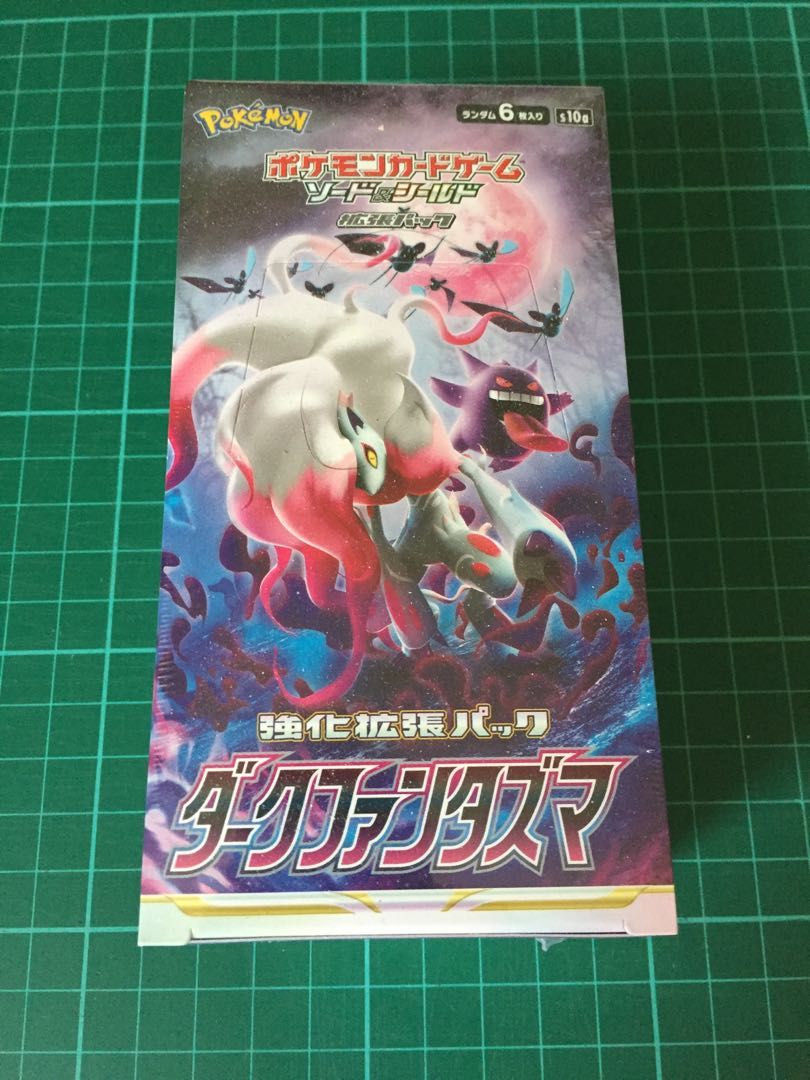 POKéMON
ランダム6枚入り s10a
ポケモンカードゲーム
ソード&シールド
拡張パック
強化拡張パック
ダークファンタズマ